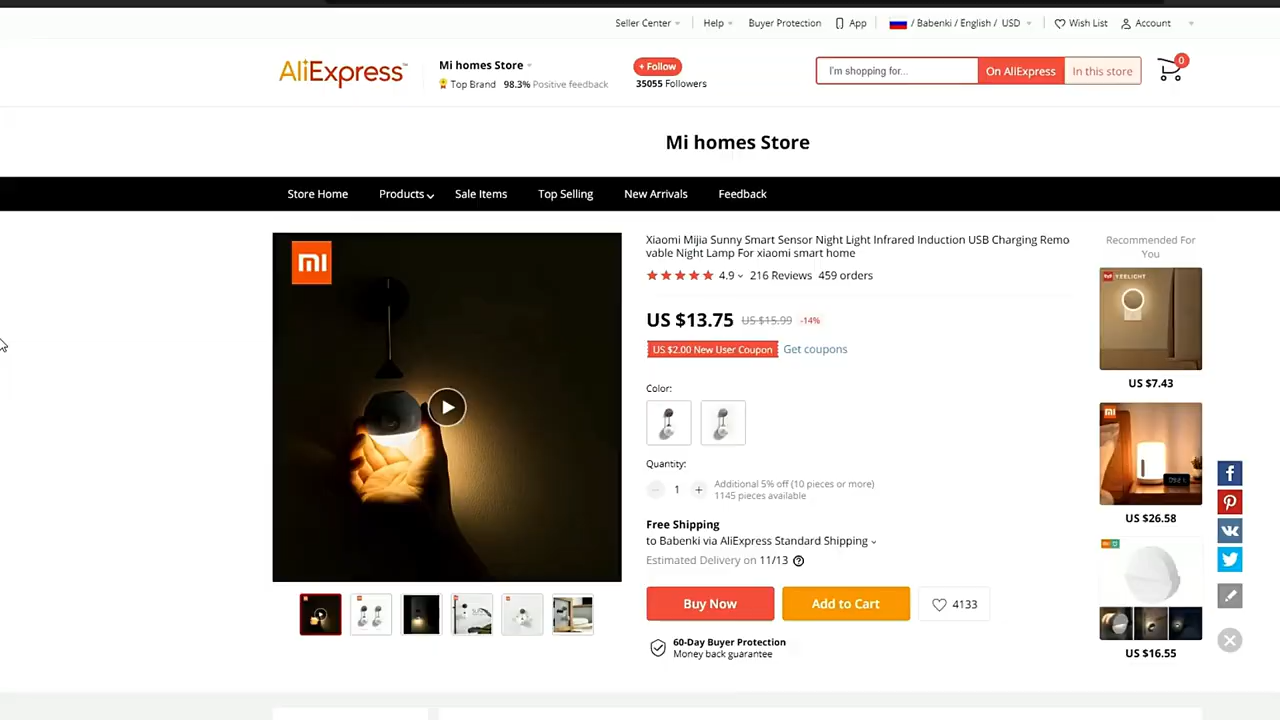 Seller Center
Help
Buyer Protection
App
/ Babenki / English / USD
Wish List
Account
AliExpress™
Mi homes Store
Top Brand 98.3% Positive feedback
+ Follow
35055 Followers
I'm shopping for...
On AliExpress
In this store
0
Mi homes Store
Store Home
Products
Sale Items
Top Selling
New Arrivals
Feedback
mi
Xiaomi Mijia Sunny Smart Sensor Night Light Infrared Induction USB Charging Remo
vable Night Lamp For xiaomi smart home
4.9 216 Reviews 459 orders
US $13.75 US $15.99 -14%
US $2.00 New User Coupon Get coupons
Color:
Quantity:
1
Additional 5% off (10 pieces or more)
1145 pieces available
Free Shipping
to Babenki via AliExpress Standard Shipping
Estimated Delivery on 11/13
Buy Now
Add to Cart
4133
60-Day Buyer Protection
Money back guarantee
Recommended For
You
YEELIGHT
US $7.43
mi
US $26.58
US $16.55